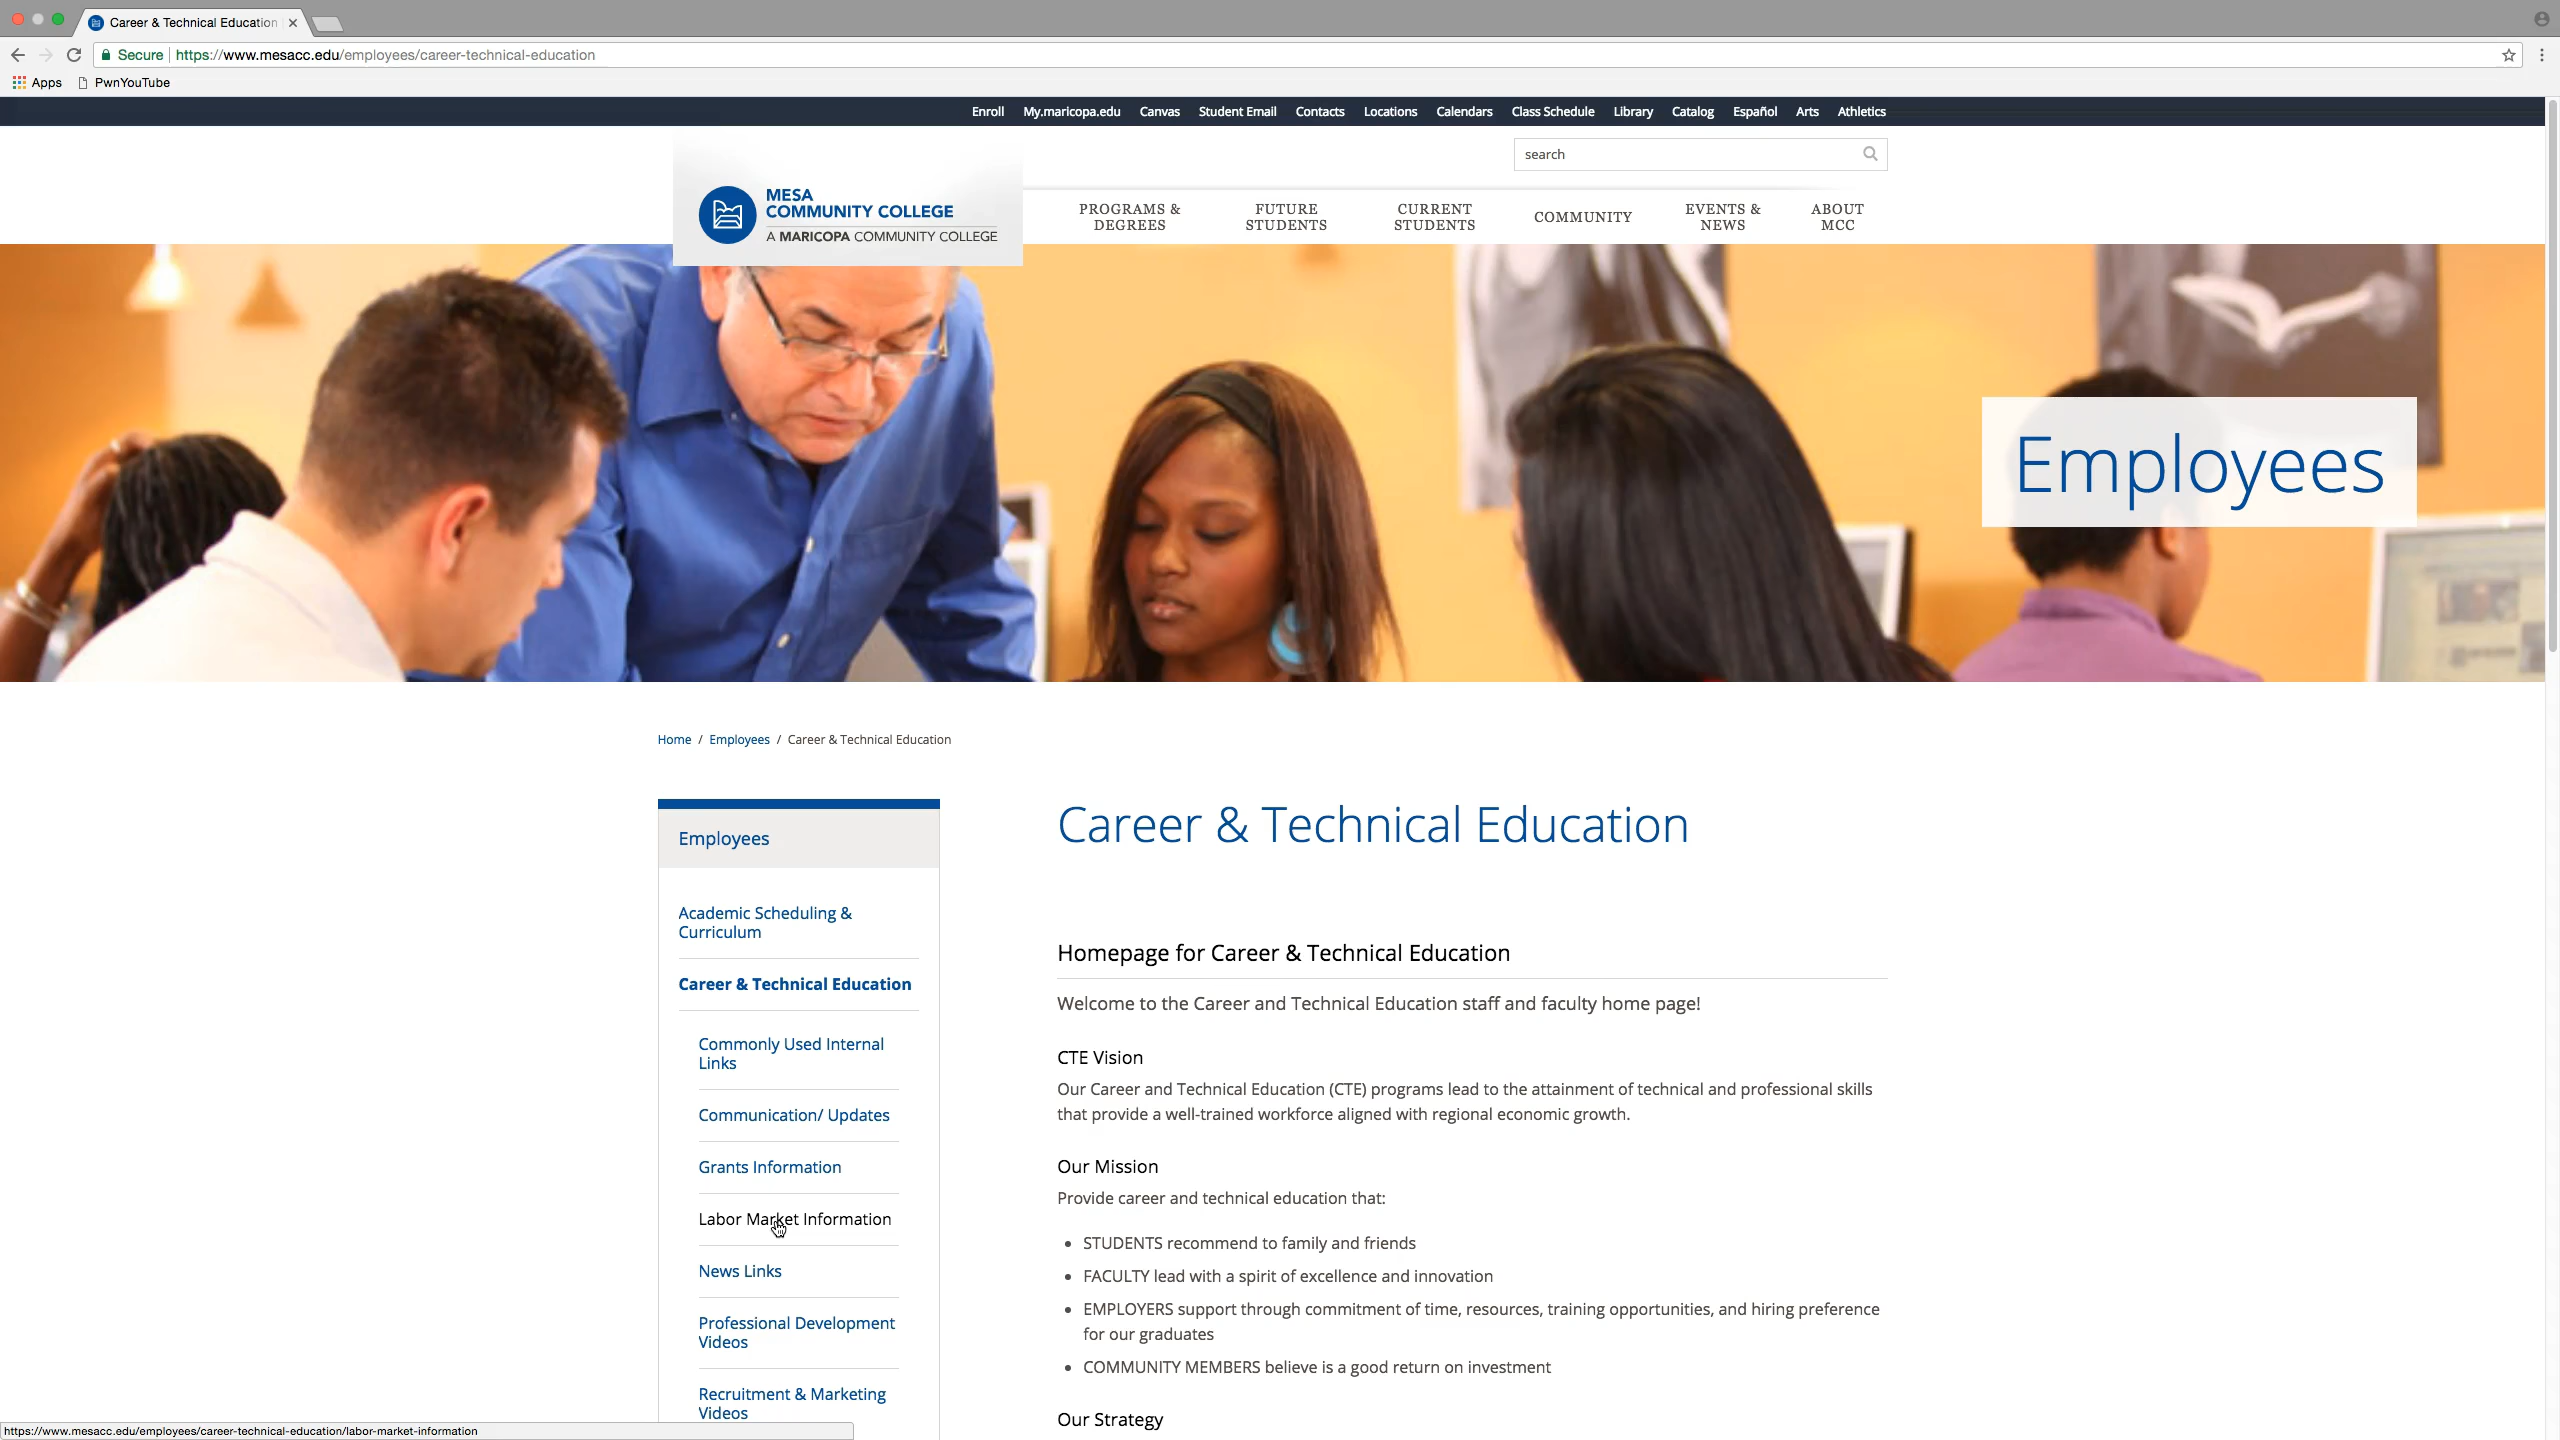 Career & Technical Education
Secure https://www.mesacc.edu/employees/career-technical-education
Apps PwnYouTube
Enroll My.maricopa.edu Canvas Student Email Contacts Locations Calendars Class Schedule Library Catalog Español Arts Athletics
search
MESA
COMMUNITY COLLEGE
A MARICOPA COMMUNITY COLLEGE
PROGRAMS &
DEGREES
FUTURE
STUDENTS
CURRENT
STUDENTS
COMMUNITY
EVENTS &
NEWS
ABOUT
MCC
Employees
Home / Employees / Career & Technical Education
Employees
Academic Scheduling &
Curriculum
Career & Technical Education
Commonly Used Internal
Links
Communication/ Updates
Grants Information
Labor Market Information
News Links
Professional Development
Videos
Recruitment & Marketing
Videos
Career & Technical Education
Homepage for Career & Technical Education
Welcome to the Career and Technical Education staff and faculty home page!
CTE Vision
Our Career and Technical Education (CTE) programs lead to the attainment of technical and professional skills
that provide a well-trained workforce aligned with regional economic growth.
Our Mission
Provide career and technical education that:
• STUDENTS recommend to family and friends
• FACULTY lead with a spirit of excellence and innovation
• EMPLOYERS support through commitment of time, resources, training opportunities, and hiring preference
for our graduates
• COMMUNITY MEMBERS believe is a good return on investment
Our Strategy
https://www.mesacc.edu/employees/career-technical-education/labor-market-information